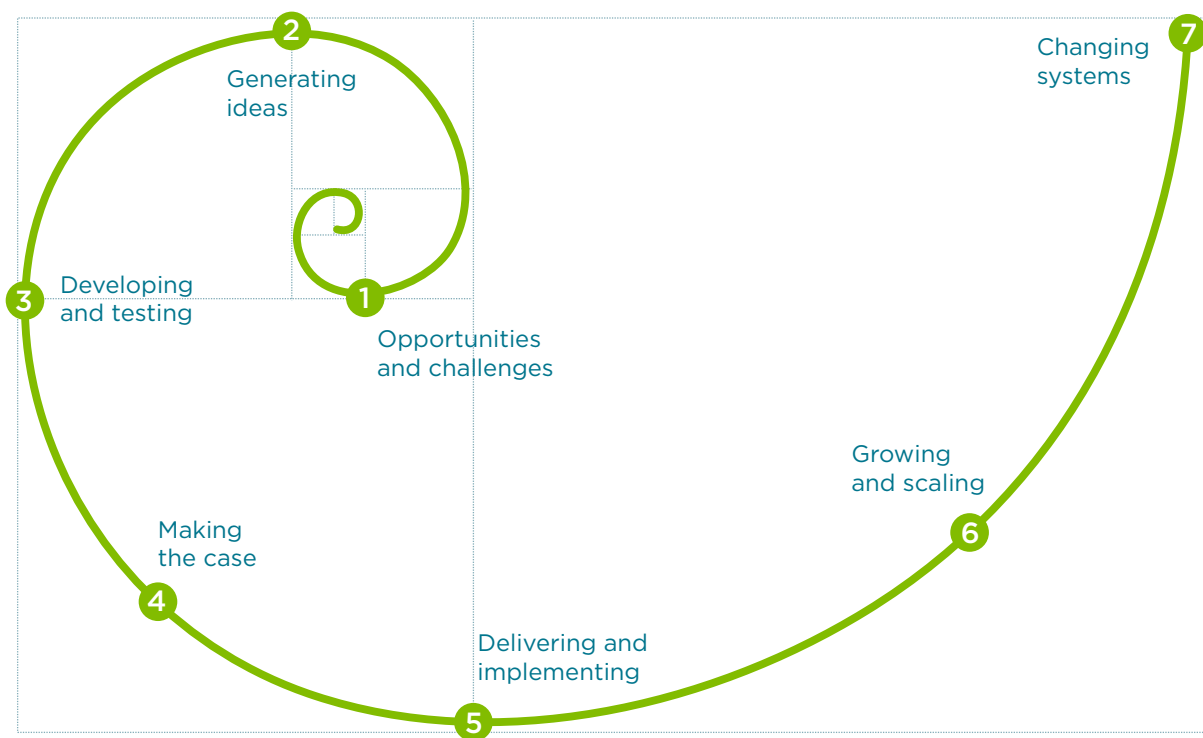 1
Opportunities
and challenges
2
Generating
ideas
3
Developing
and testing
4
Making
the case
5
Delivering and
implementing
6
Growing
and scaling
7
Changing
systems